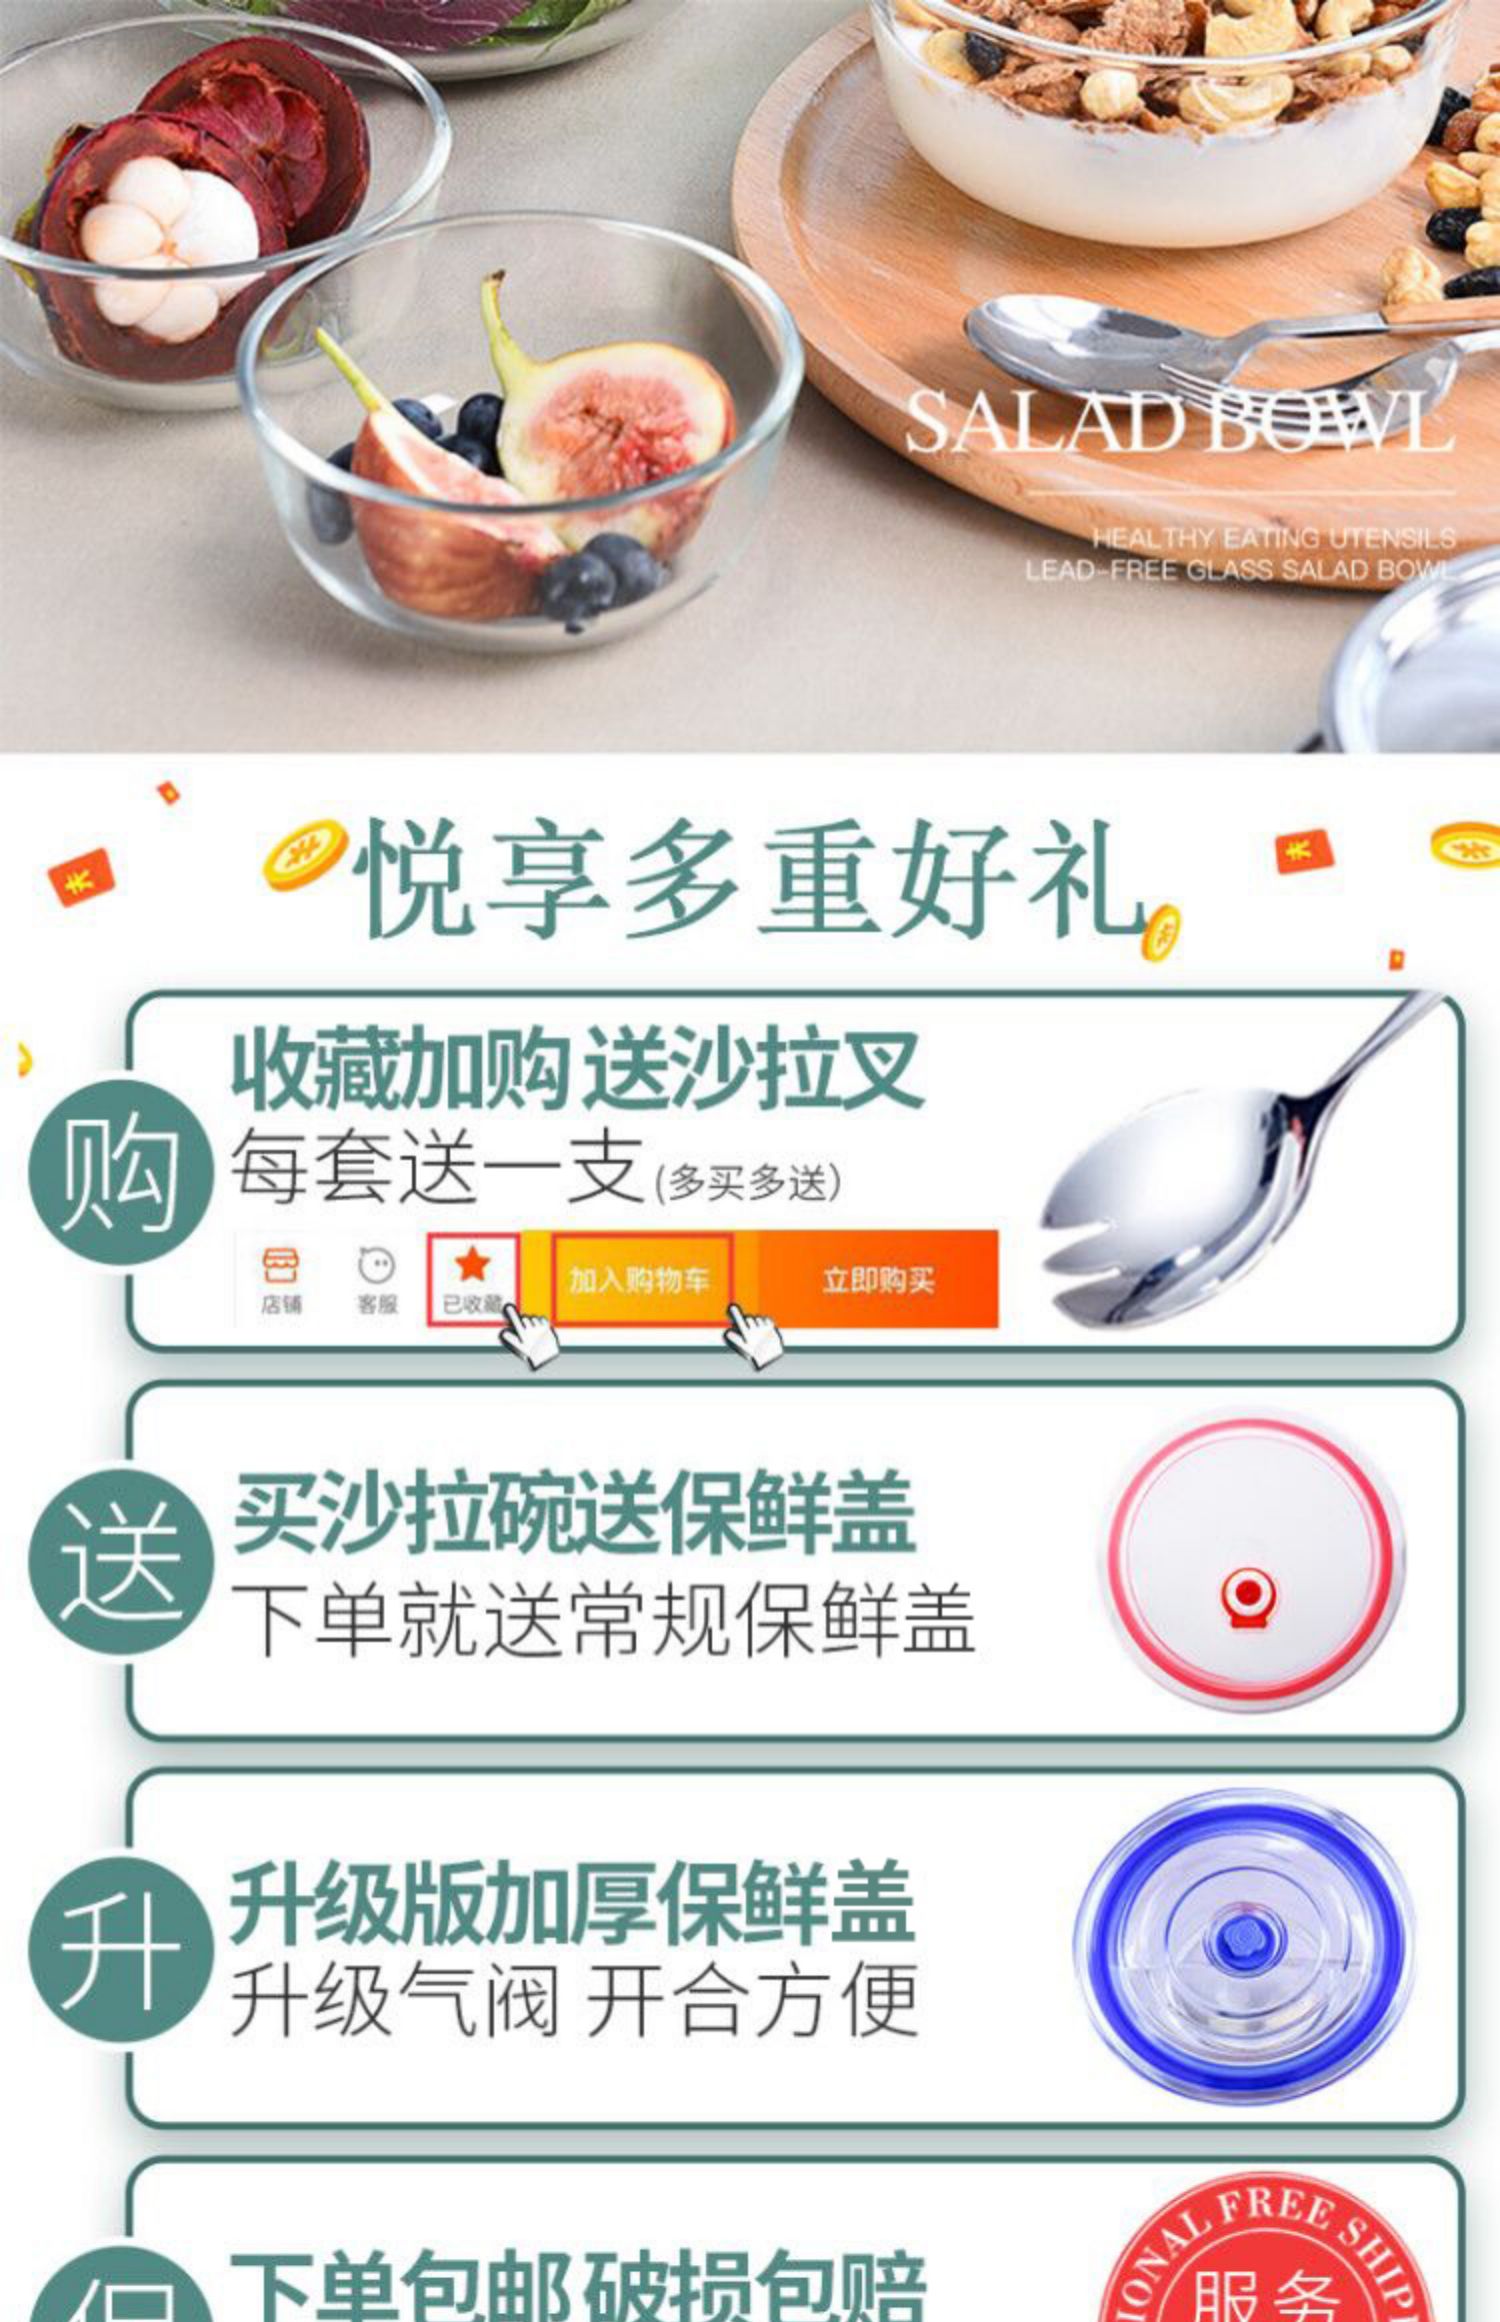 SALAD BOWL
HEALTHY EATING UTENSILS
LEAD-FREE GLASS SALAD BOWL
悦享多重好礼
购
收藏加购 送沙拉叉
每套送一支(多买多送)
店铺 客服 已收藏 加入购物车 立即购买
送
买沙拉碗送保鲜盖
下单就送常规保鲜盖
升
升级版加厚保鲜盖
升级气阀 开合方便
下单包邮 破损包赔
IONAL FREE SHIP
服务